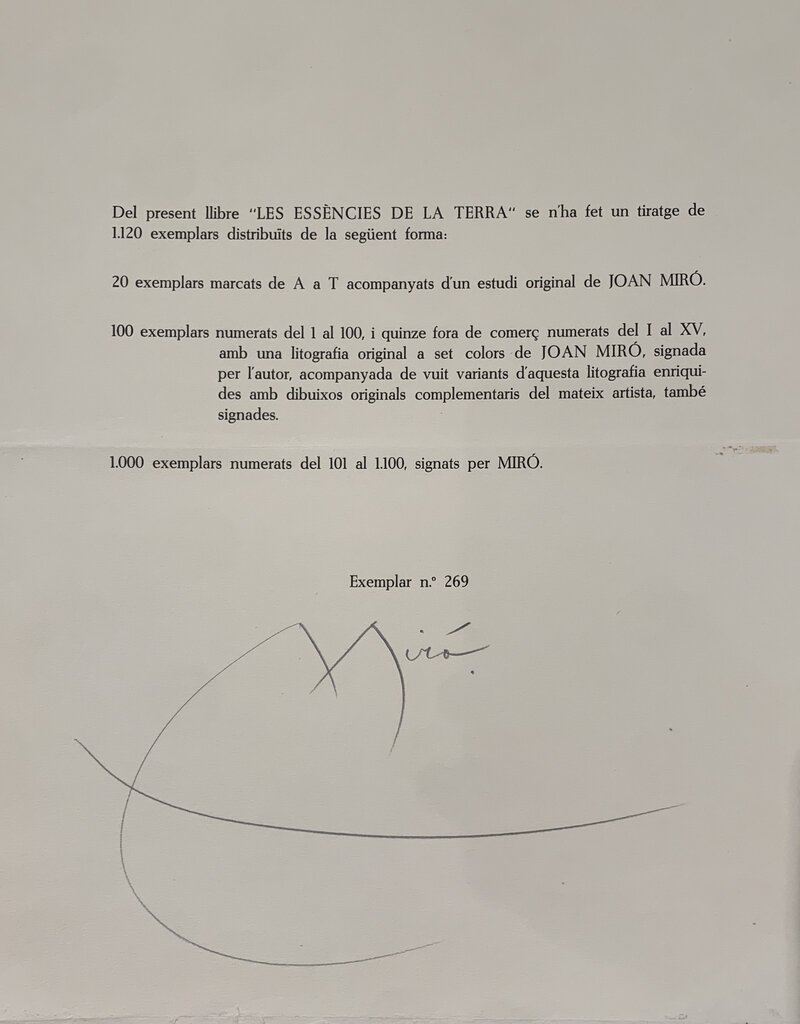 Del present llibre “LES ESSÈNCIES DE LA TERRA“ se n'ha fet un tiratge de
1.120 exemplars distribuïts de la següent forma:
20 exemplars marcats de A a T acompanyats d'un estudi original de JOAN MIRÓ.
100 exemplars numerats del 1 al 100, i quinze fora de comerç numerats del I al XV,
amb una litografia original a set colors de JOAN MIRÓ, signada
per l'autor, acompanyada de vuit variants d'aquesta litografia enriqui-
des amb dibuixos originals complementaris del mateix artista, també
signades.
1.000 exemplars numerats del 101 al 1.100, signats per MIRÓ.
Exemplar n.º 269
Miró.